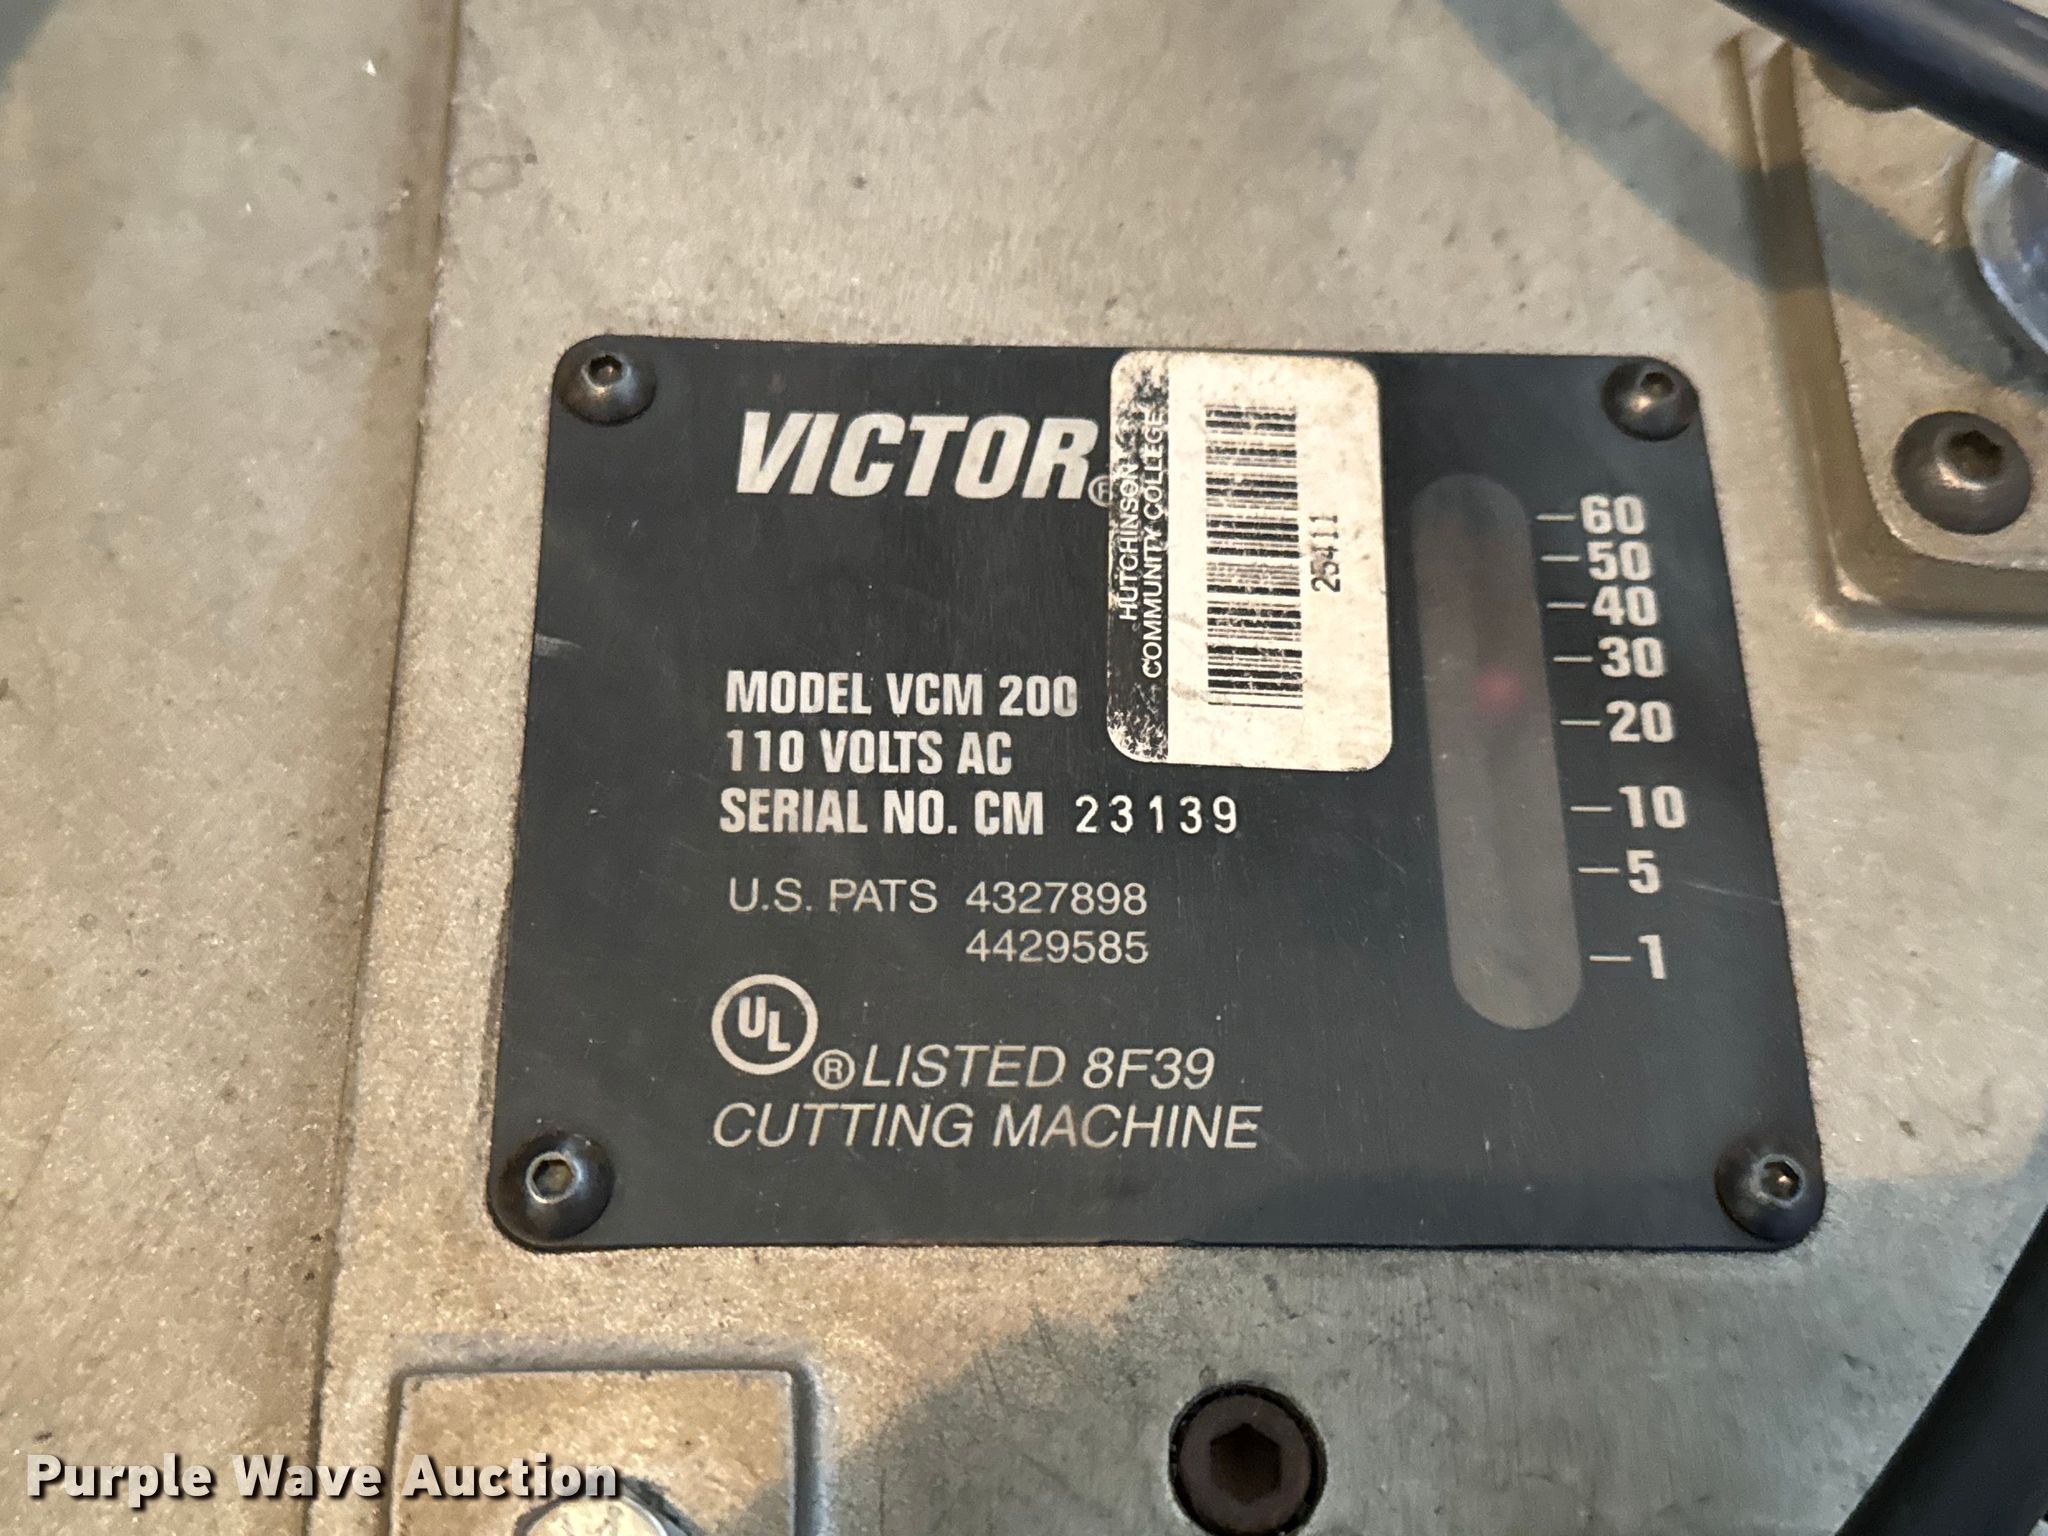 VICTOR®
HUTCHINSON
COMMUNITY COLLEGE
25411
MODEL VCM 200
110 VOLTS AC
SERIAL NO. CM 23139
U.S. PATS 4327898
4429585
UL
® LISTED 8F39
CUTTING MACHINE
60
50
40
30
20
10
5
1
Purple Wave Auction